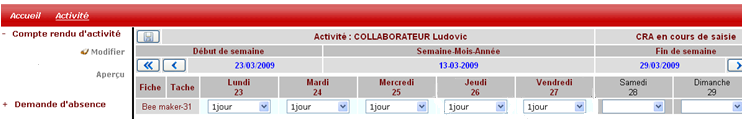 Accueil Activité
- Compte rendu d'activité
Modifier
Aperçu
+ Demande d'absence
Activité : COLLABORATEUR Ludovic CRA en cours de saisie
Début de semaine Semaine-Mois-Année Fin de semaine
23/03/2009 13-03-2009 29/03/2009
Fiche Tache Lundi 23 Mardi 24 Mercredi 25 Jeudi 26 Vendredi 27 Samedi 28 Dimanche 29
Bee maker-31 1jour 1jour 1jour 1jour 1jour